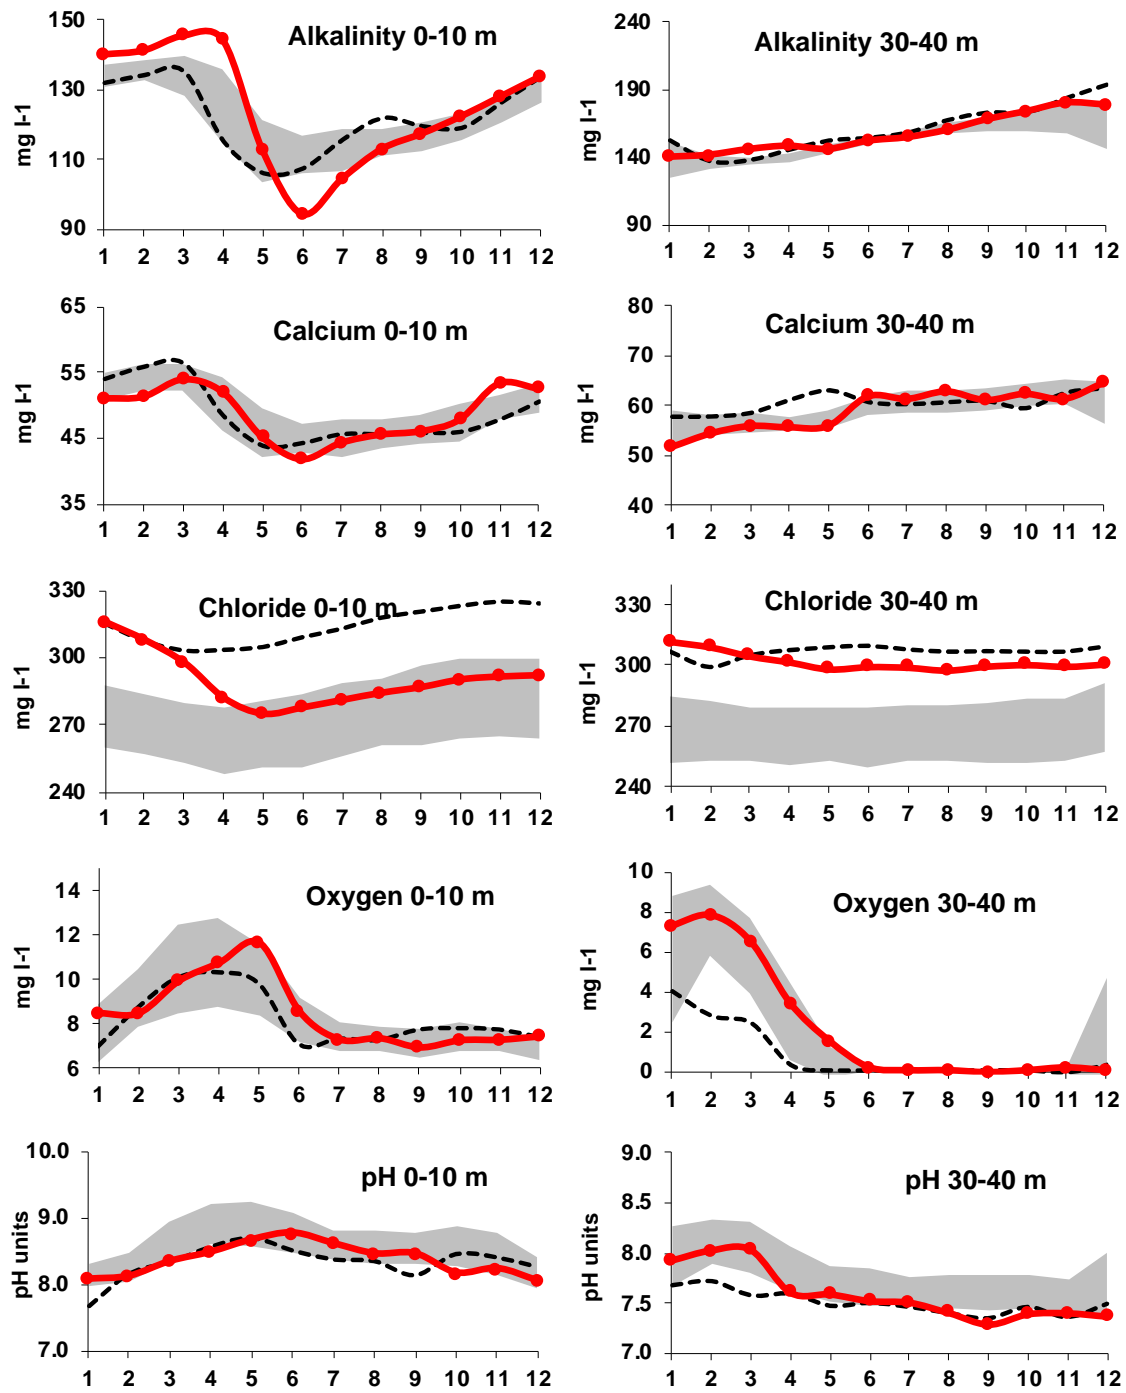 Alkalinity 0-10 m
mg l-1
150
130
110
90
1 2 3 4 5 6 7 8 9 10 11 12
Alkalinity 30-40 m
mg l-1
240
190
140
90
1 2 3 4 5 6 7 8 9 10 11 12
Calcium 0-10 m
mg l-1
65
55
45
35
1 2 3 4 5 6 7 8 9 10 11 12
Calcium 30-40 m
mg l-1
80
70
60
50
40
1 2 3 4 5 6 7 8 9 10 11 12
Chloride 0-10 m
mg l-1
330
300
270
240
1 2 3 4 5 6 7 8 9 10 11 12
Chloride 30-40 m
mg l-1
330
300
270
240
1 2 3 4 5 6 7 8 9 10 11 12
Oxygen 0-10 m
mg l-1
14
12
10
8
6
1 2 3 4 5 6 7 8 9 10 11 12
Oxygen 30-40 m
mg l-1
10
8
6
4
2
0
1 2 3 4 5 6 7 8 9 10 11 12
pH 0-10 m
pH units
10.0
9.0
8.0
7.0
1 2 3 4 5 6 7 8 9 10 11 12
pH 30-40 m
pH units
9.0
8.5
8.0
7.5
7.0
1 2 3 4 5 6 7 8 9 10 11 12